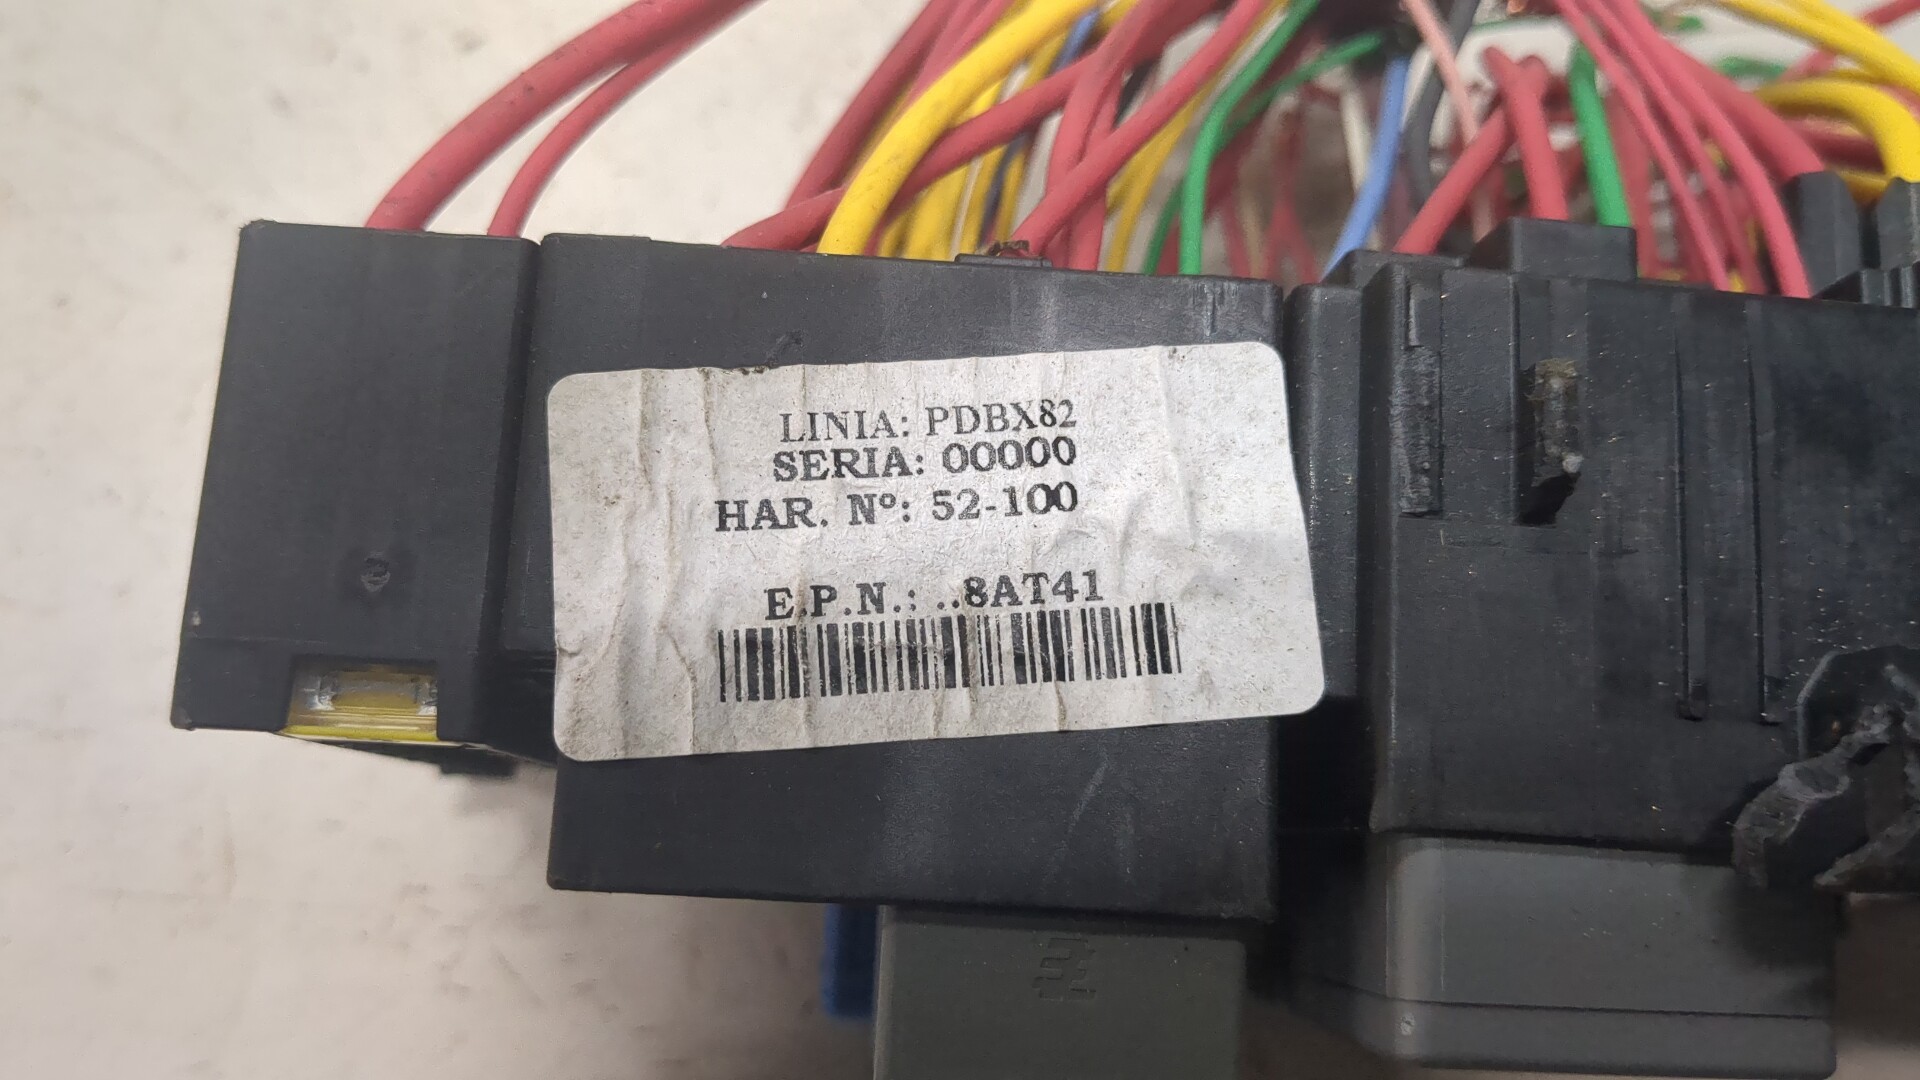 LINIA: PDBX82
SERIA: 00000
HAR. Nº: 52-100
E.P.N.: ..8AT41